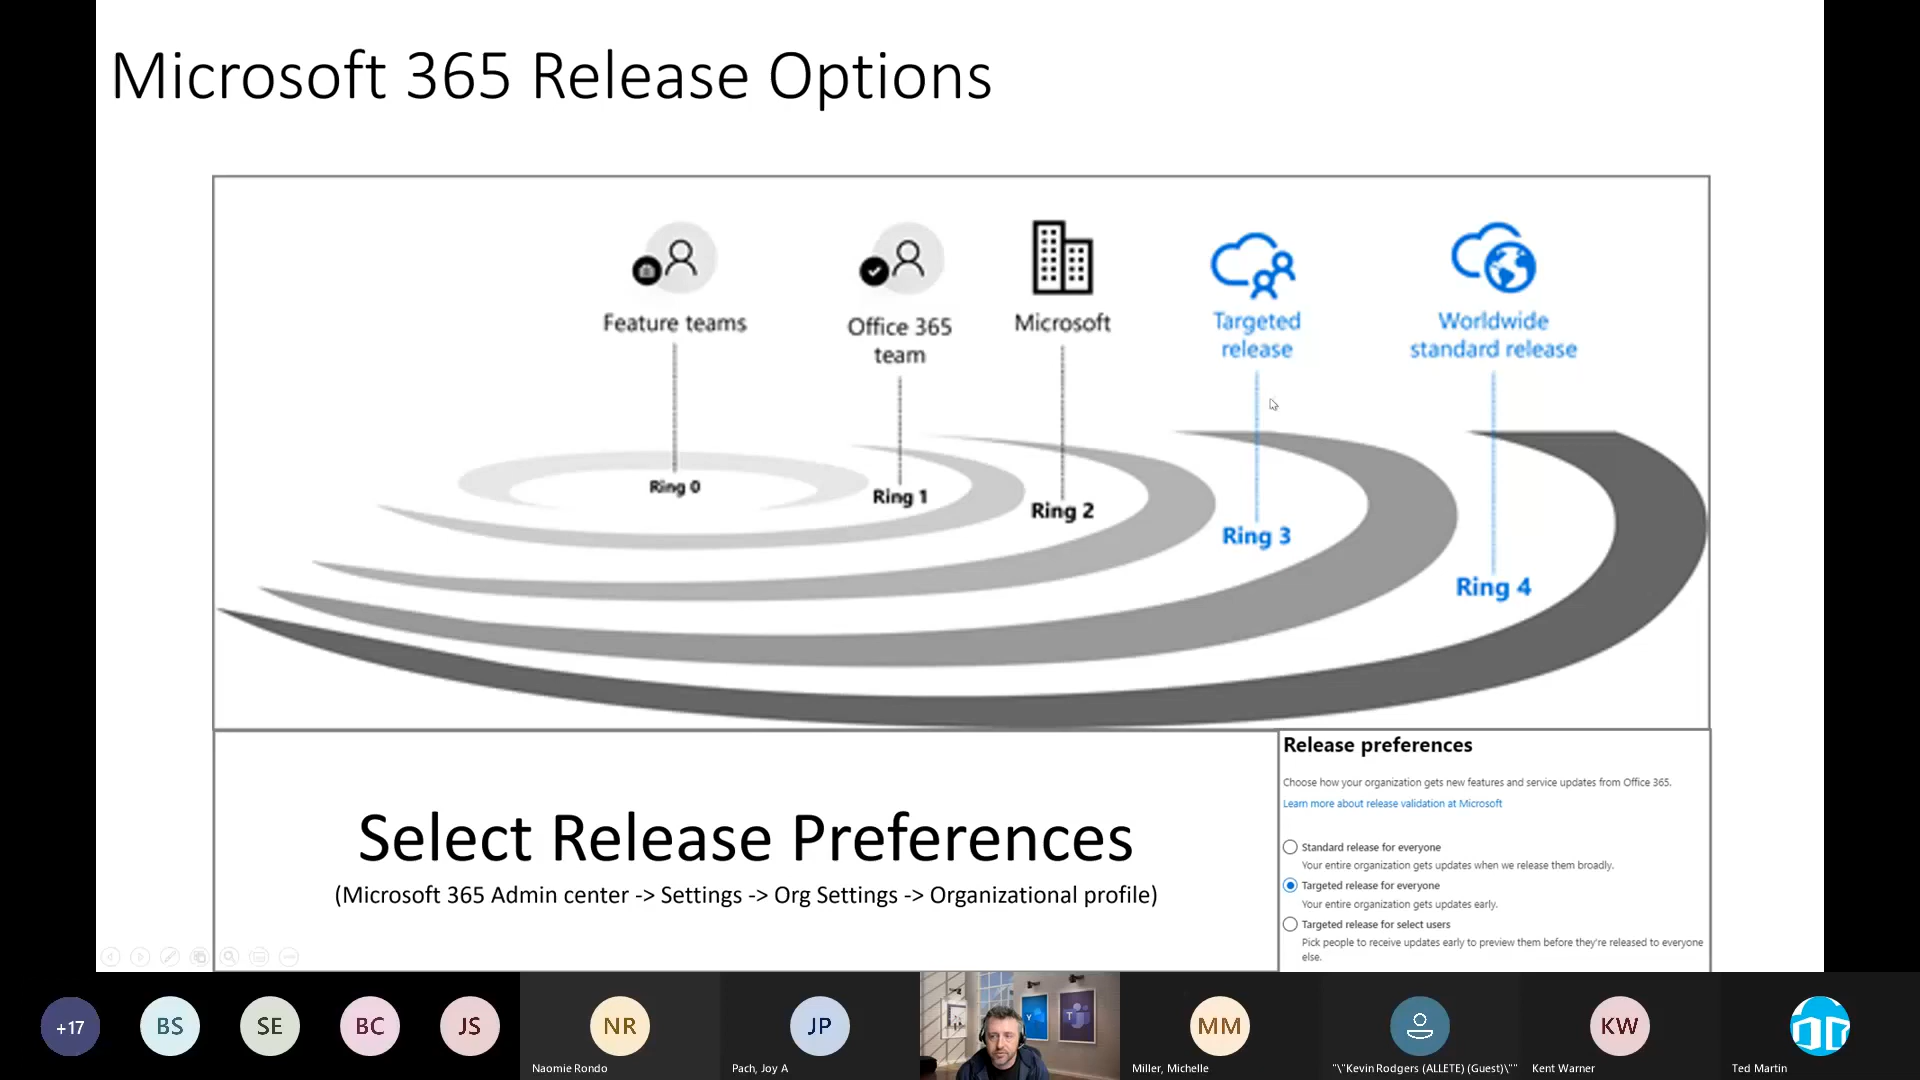 Microsoft 365 Release Options
Feature teams
Office 365
team
Microsoft
Targeted
release
Worldwide
standard release
Ring 0
Ring 1
Ring 2
Ring 3
Ring 4
Select Release Preferences
(Microsoft 365 Admin center -> Settings -> Org Settings -> Organizational profile)
Release preferences
Choose how your organization gets new features and service updates from Office 365.
Learn more about release validation at Microsoft
Standard release for everyone
Your entire organization gets updates when we release them broadly.
Targeted release for everyone
Your entire organization gets updates early.
Targeted release for select users
Pick people to receive updates early to preview them before they're released to everyone
else.
+17
BS
SE
BC
JS
NR
Naomie Rondo
JP
Pach, Joy A
Y
T
MM
Miller, Michelle
"\"Kevin Rodgers (ALLETE) (Guest)\""
KW
Kent Warner
Ted Martin